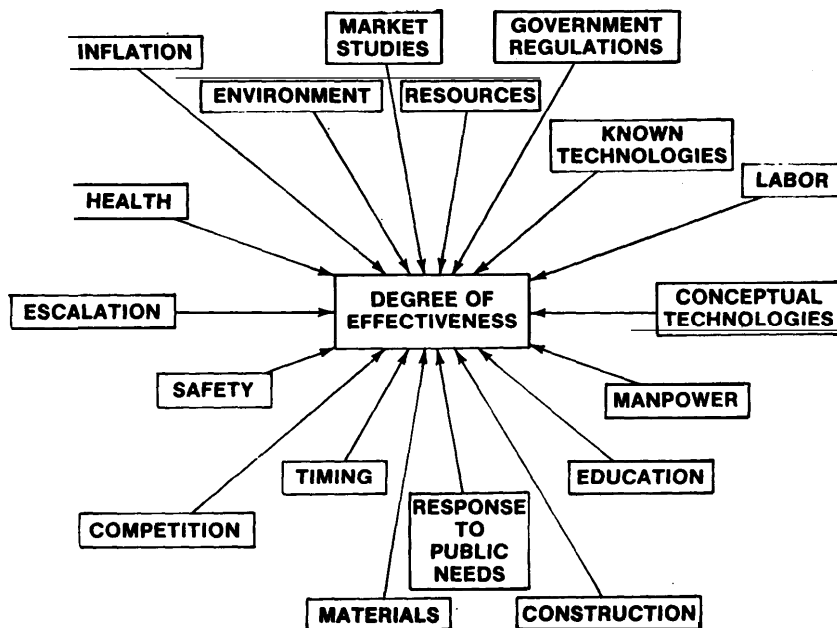 MARKET
STUDIES
GOVERNMENT
REGULATIONS
INFLATION
ENVIRONMENT
RESOURCES
KNOWN
TECHNOLOGIES
LABOR
HEALTH
DEGREE OF
EFFECTIVENESS
ESCALATION
CONCEPTUAL
TECHNOLOGIES
SAFETY
MANPOWER
TIMING
EDUCATION
COMPETITION
RESPONSE
TO
PUBLIC
NEEDS
MATERIALS
CONSTRUCTION